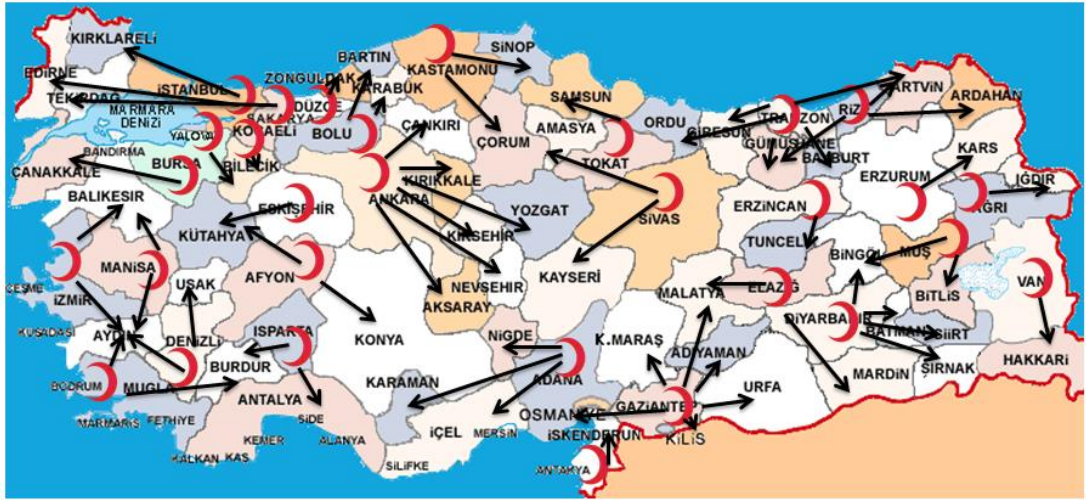 KIRKLARELİ
EDİRNE
TEKİRDAĞ
İSTANBUL
MARMARA
DENİZİ
YALOVA
KOCAELİ
SAKARYA
DÜZCE
ZONGULDAK
BARTIN
KARABÜK
KASTAMONU
SİNOP
BOLU
ÇANKIRI
ÇORUM
SAMSUN
AMASYA
TOKAT
ORDU
GİRESUN
TRABZON
GÜMÜŞHANE
RİZE
ARTVİN
ARDAHAN
BAYBURT
KARS
ERZURUM
IĞDIR
AĞRI
BANDIRMA
ÇANAKKALE
BURSA
BİLECİK
BALIKESİR
ESKİSEHİR
KÜTAHYA
ANKARA
KIRIKKALE
YOZGAT
KIRSEHİR
SİVAS
ERZİNCAN
TUNCELİ
BİNGÖL
MUŞ
BİTLİS
VAN
MANİSA
AFYON
UŞAK
İZMİR
ÇEŞME
KUŞADASI
AYDIN
DENİZLİ
ISPARTA
BURDUR
KONYA
AKSARAY
NEVSEHIR
KAYSERİ
NİĞDE
MALATYA
ELAZIĞ
DİYARBAKIR
BATMAN
SİİRT
ŞIRNAK
HAKKARİ
MARDİN
URFA
ADIYAMAN
K.MARAŞ
GAZİANTEP
KİLİS
OSMANİYE
ADANA
KARAMAN
İÇEL
MERSİN
İSKENDERUN
ANTAKYA
SİLİFKE
BODRUM
MUGLA
MARMARİS
FETHİYE
ANTALYA
SİDE
ALANYA
KEMER
KALKAN
KAŞ